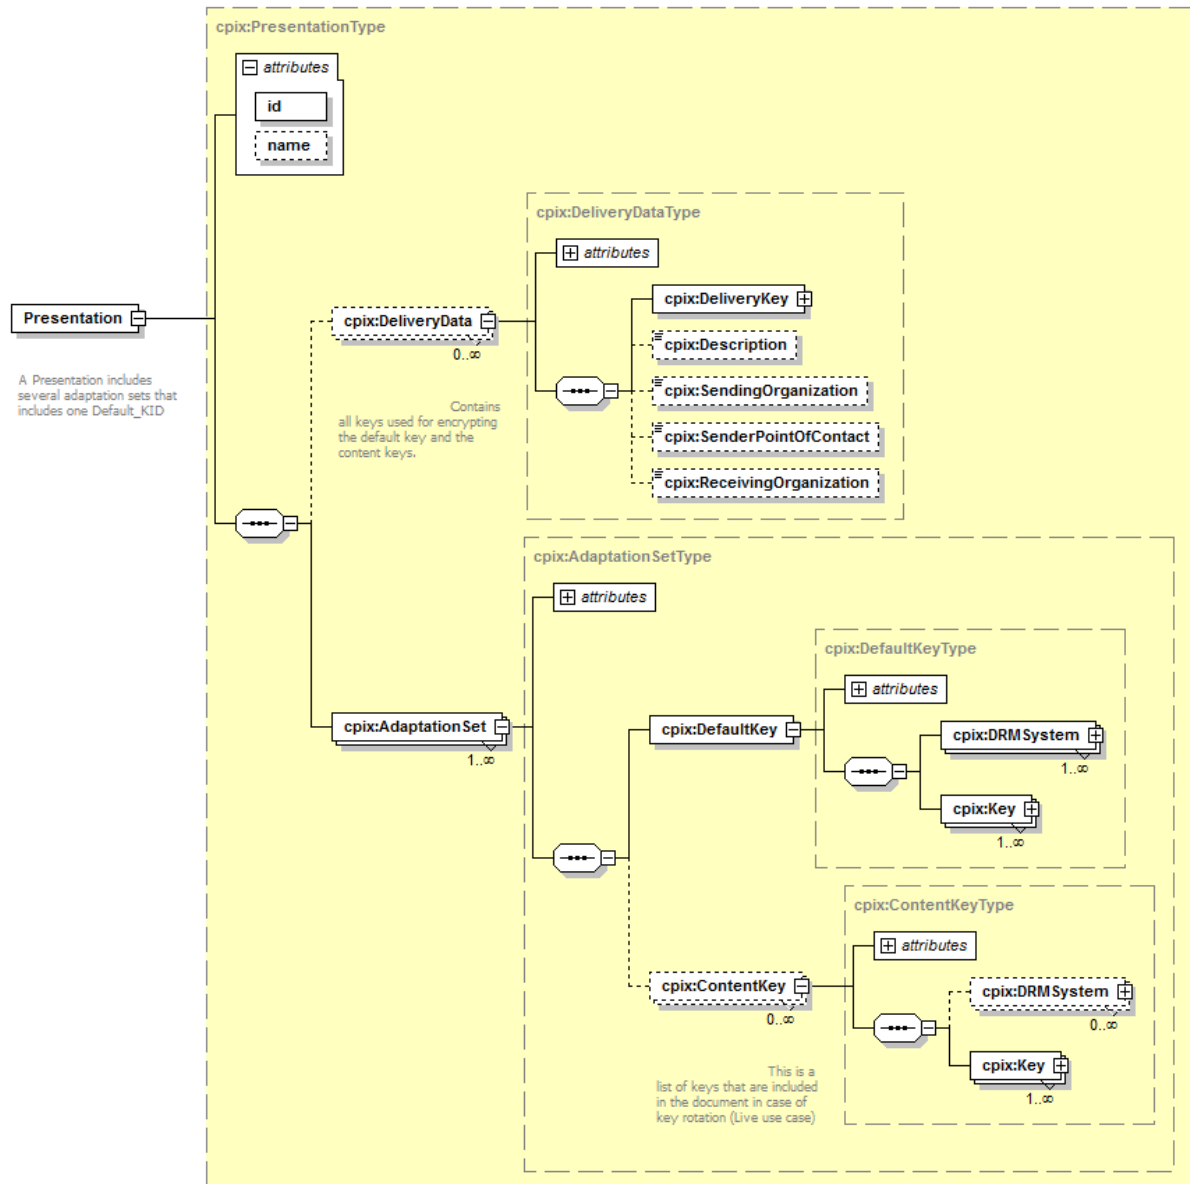 cpix:PresentationType
attributes
id
name
cpix:DeliveryDataType
attributes
cpix:DeliveryKey
Presentation
cpix:DeliveryData
0..∞
cpix:Description
A Presentation includes
several adaptation sets that
includes one Default_KID
cpix:SendingOrganization
Contains
all keys used for encrypting
the default key and the
content keys.
cpix:SenderPointOfContact
cpix:ReceivingOrganization
cpix:AdaptationSetType
attributes
cpix:DefaultKeyType
attributes
cpix:AdaptationSet
1..∞
cpix:DefaultKey
cpix:DRMSystem
1..∞
cpix:Key
1..∞
cpix:ContentKeyType
attributes
cpix:ContentKey
0..∞
cpix:DRMSystem
0..∞
cpix:Key
1..∞
This is a
list of keys that are included
in the document in case of
key rotation (Live use case)